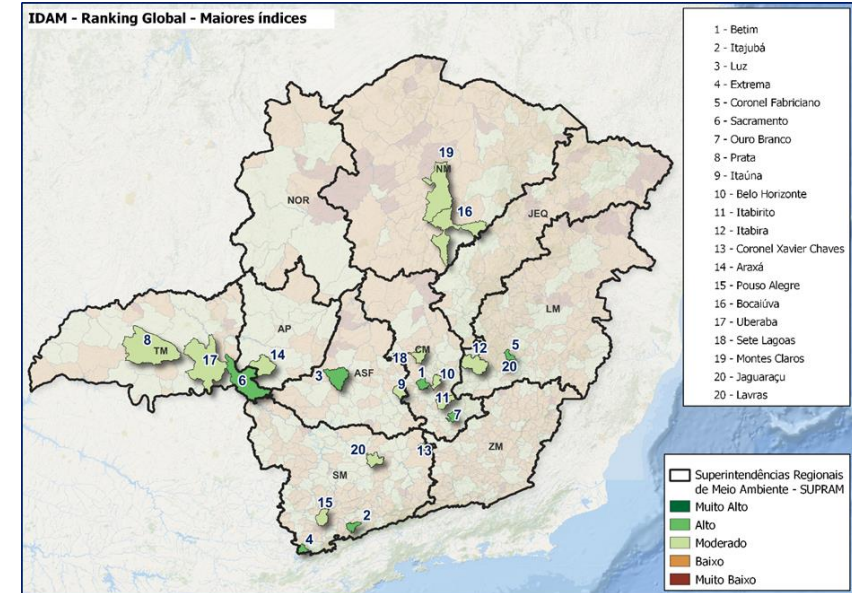 IDAM - Ranking Global - Maiores índices
1 - Betim
2 - Itajubá
3 - Luz
4 - Extrema
5 - Coronel Fabriciano
6 - Sacramento
7 - Ouro Branco
8 - Prata
9 - Itaúna
10 - Belo Horizonte
11 - Itabirito
12 - Itabira
13 - Coronel Xavier Chaves
14 - Araxá
15 - Pouso Alegre
16 - Bocaiúva
17 - Uberaba
18 - Sete Lagoas
19 - Montes Claros
20 - Jaguaraçu
20 - Lavras
19
NM
NOR
16
JEQ
LM
AP
8
TM
17
14
6
3
ASF
18
CM
12
5
20
1
10
9
11
7
13
ZM
20
SM
15
2
4
Superintendências Regionais
de Meio Ambiente - SUPRAM
Muito Alto
Alto
Moderado
Baixo
Muito Baixo